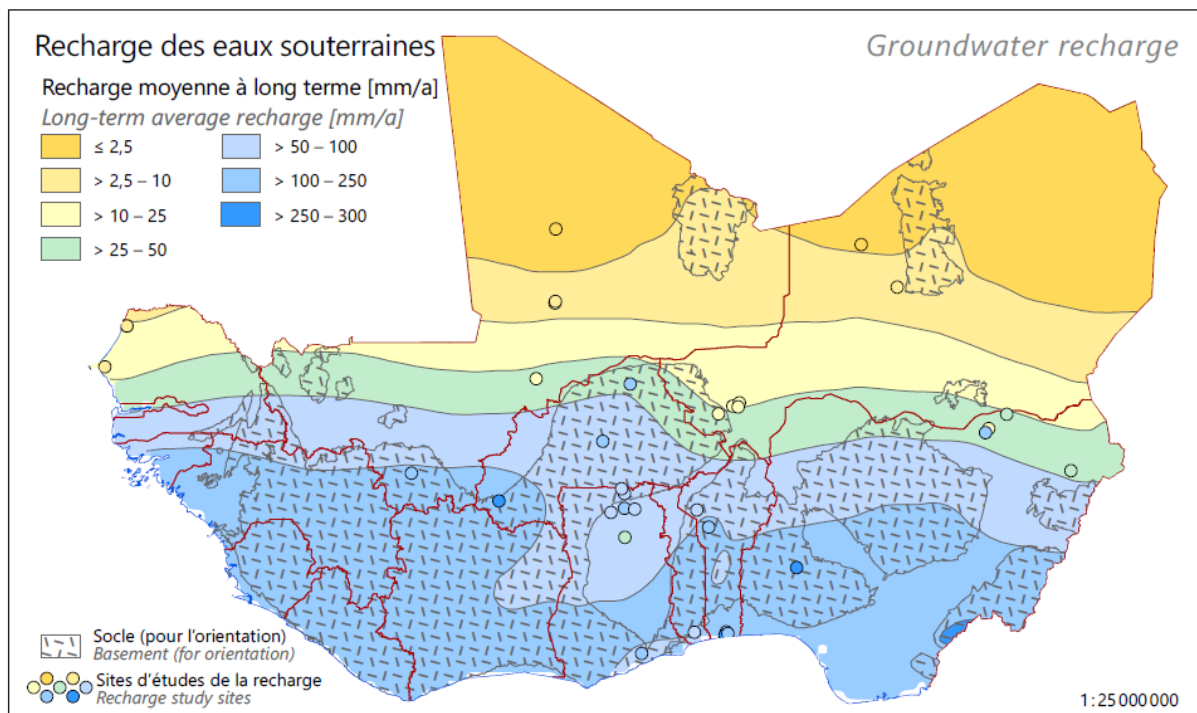 Recharge des eaux souterraines
Groundwater recharge
Recharge moyenne à long terme [mm/a]
Long-term average recharge [mm/a]
≤ 2,5
> 2,5 – 10
> 10 – 25
> 25 – 50
> 50 – 100
> 100 – 250
> 250 – 300
Socle (pour l'orientation)
Basement (for orientation)
Sites d'études de la recharge
Recharge study sites
1 : 25 000 000